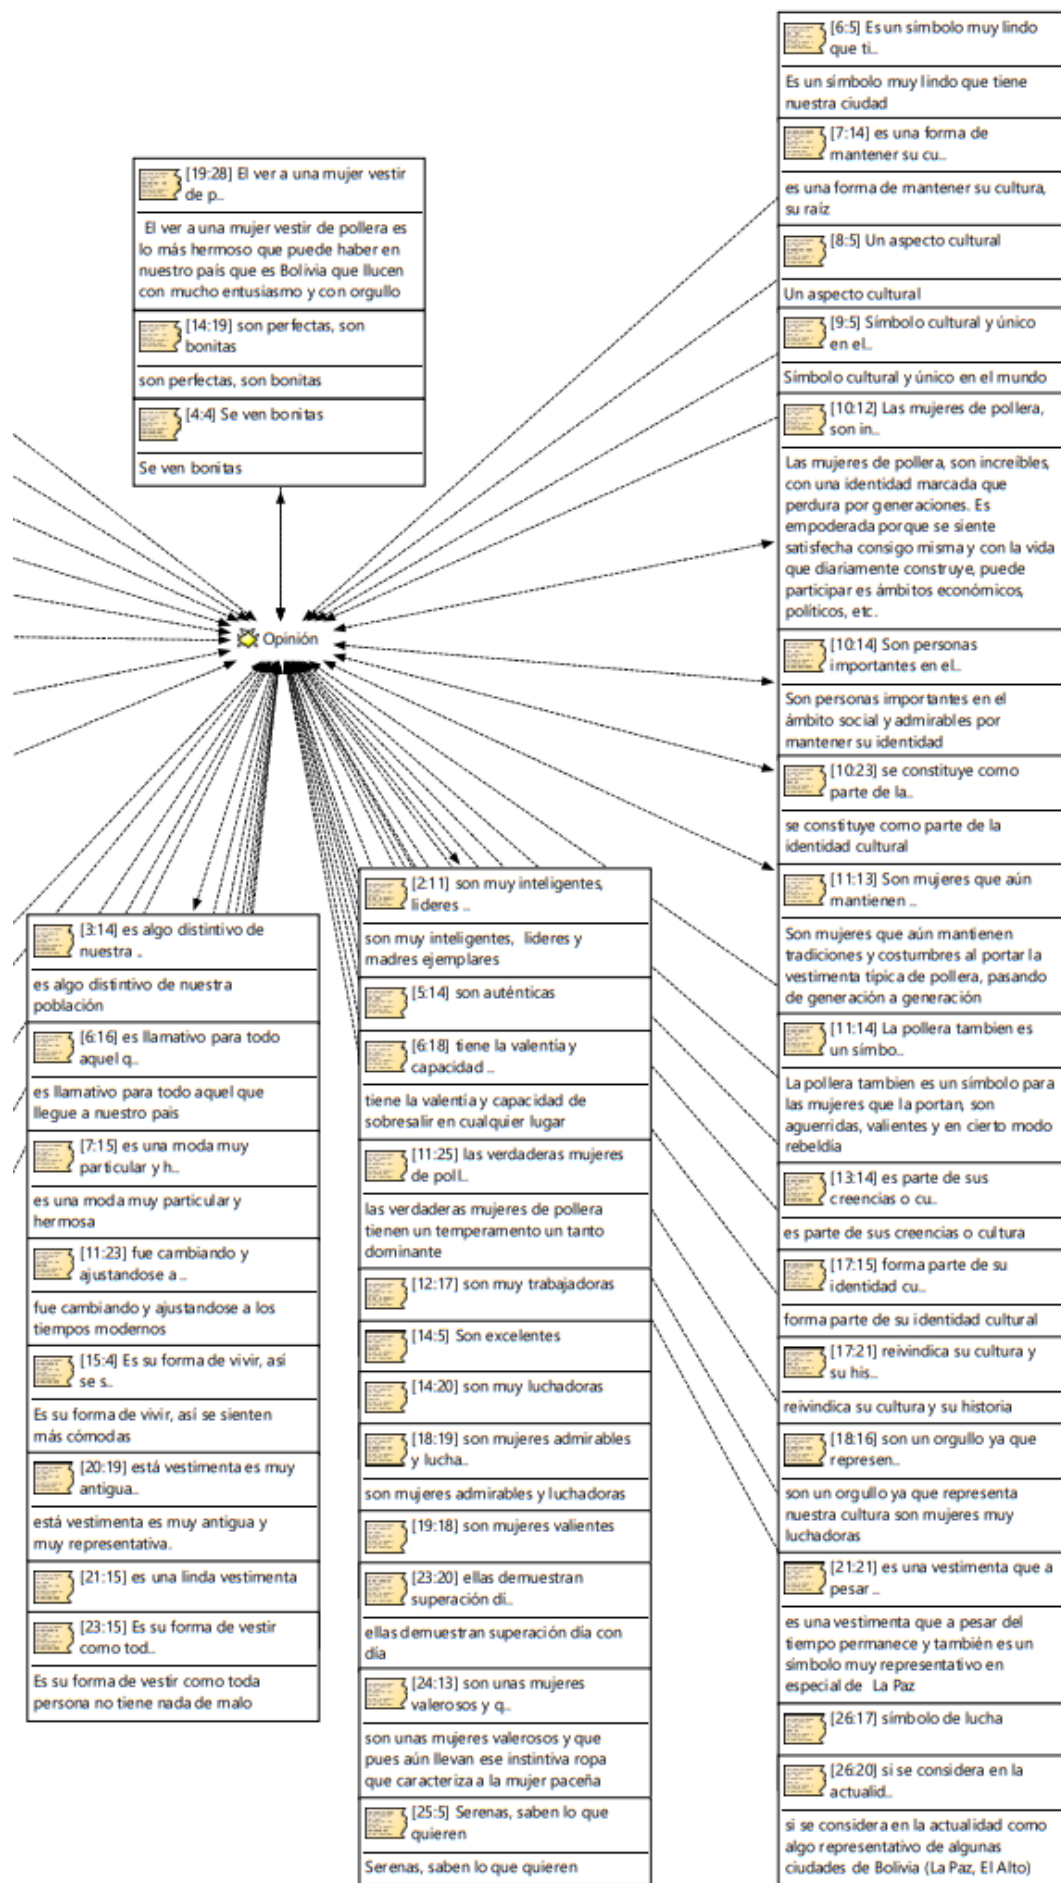 [19:28] El ver a una mujer vestir
de p..
El ver a una mujer vestir de pollera es
lo más hermoso que puede haber en
nuestro país que es Bolivia que llucen
con mucho entusiasmo y con orgullo
[14:19] son perfectas, son
bonitas
son perfectas, son bonitas
[4:4] Se ven bonitas
Se ven bonitas
Opinión
[3:14] es algo distintivo de
nuestra ..
es algo distintivo de nuestra
población
[6:16] es llamativo para todo
aquel q..
es llamativo para todo aquel que
llegue a nuestro pais
[7:15] es una moda muy
particular y h..
es una moda muy particular y
hermosa
[11:23] fue cambiando y
ajustandose a ..
fue cambiando y ajustandose a los
tiempos modernos
[15:4] Es su forma de vivir, así
se s..
Es su forma de vivir, así se sienten
más cómodas
[20:19] está vestimenta es muy
antigua..
está vestimenta es muy antigua y
muy representativa.
[21:15] es una linda vestimenta
[23:15] Es su forma de vestir
como tod..
Es su forma de vestir como toda
persona no tiene nada de malo
[2:11] son muy inteligentes,
lideres ..
son muy inteligentes, lideres y
madres ejemplares
[5:14] son auténticas
[6:18] tiene la valentía y
capacidad ..
tiene la valentía y capacidad de
sobresalir en cualquier lugar
[11:25] las verdaderas mujeres
de poll..
las verdaderas mujeres de pollera
tienen un temperamento un tanto
dominante
[12:17] son muy trabajadoras
[14:5] Son excelentes
[14:20] son muy luchadoras
[18:19] son mujeres admirables
y lucha..
son mujeres admirables y luchadoras
[19:18] son mujeres valientes
[23:20] ellas demuestran
superación dí..
ellas demuestran superación día con
día
[24:13] son unas mujeres
valerosos y q..
son unas mujeres valerosos y que
pues aún llevan ese instintiva ropa
que caracteriza a la mujer paceña
[25:5] Serenas, saben lo que
quieren
Serenas, saben lo que quieren
[6:5] Es un símbolo muy lindo
que ti..
Es un símbolo muy lindo que tiene
nuestra ciudad
[7:14] es una forma de
mantener su cu..
es una forma de mantener su cultura,
su raíz
[8:5] Un aspecto cultural
Un aspecto cultural
[9:5] Símbolo cultural y único
en el..
Símbolo cultural y único en el mundo
[10:12] Las mujeres de pollera,
son in..
Las mujeres de pollera, son increíbles,
con una identidad marcada que
perdura por generaciones. Es
empoderada porque se siente
satisfecha consigo misma y con la vida
que diariamente construye, puede
participar es ámbitos económicos,
políticos, etc.
[10:14] Son personas
importantes en el..
Son personas importantes en el
ámbito social y admirables por
mantener su identidad
[10:23] se constituye como
parte de la..
se constituye como parte de la
identidad cultural
[11:13] Son mujeres que aún
mantienen ..
Son mujeres que aún mantienen
tradiciones y costumbres al portar la
vestimenta típica de pollera, pasando
de generación a generación
[11:14] La pollera tambien es
un símbo..
La pollera tambien es un símbolo para
las mujeres que la portan, son
aguerridas, valientes y en cierto modo
rebeldía
[13:14] es parte de sus
creencias o cu..
es parte de sus creencias o cultura
[17:15] forma parte de su
identidad cu..
forma parte de su identidad cultural
[17:21] reivindica su cultura y
su his..
reivindica su cultura y su historia
[18:16] son un orgullo ya que
represen..
son un orgullo ya que representa
nuestra cultura son mujeres muy
luchadoras
[21:21] es una vestimenta que a
pesar ..
es una vestimenta que a pesar del
tiempo permanece y también es un
símbolo muy representativo en
especial de La Paz
[26:17] símbolo de lucha
[26:20] si se considera en la
actualid..
si se considera en la actualidad como
algo representativo de algunas
ciudades de Bolivia (La Paz, El Alto)